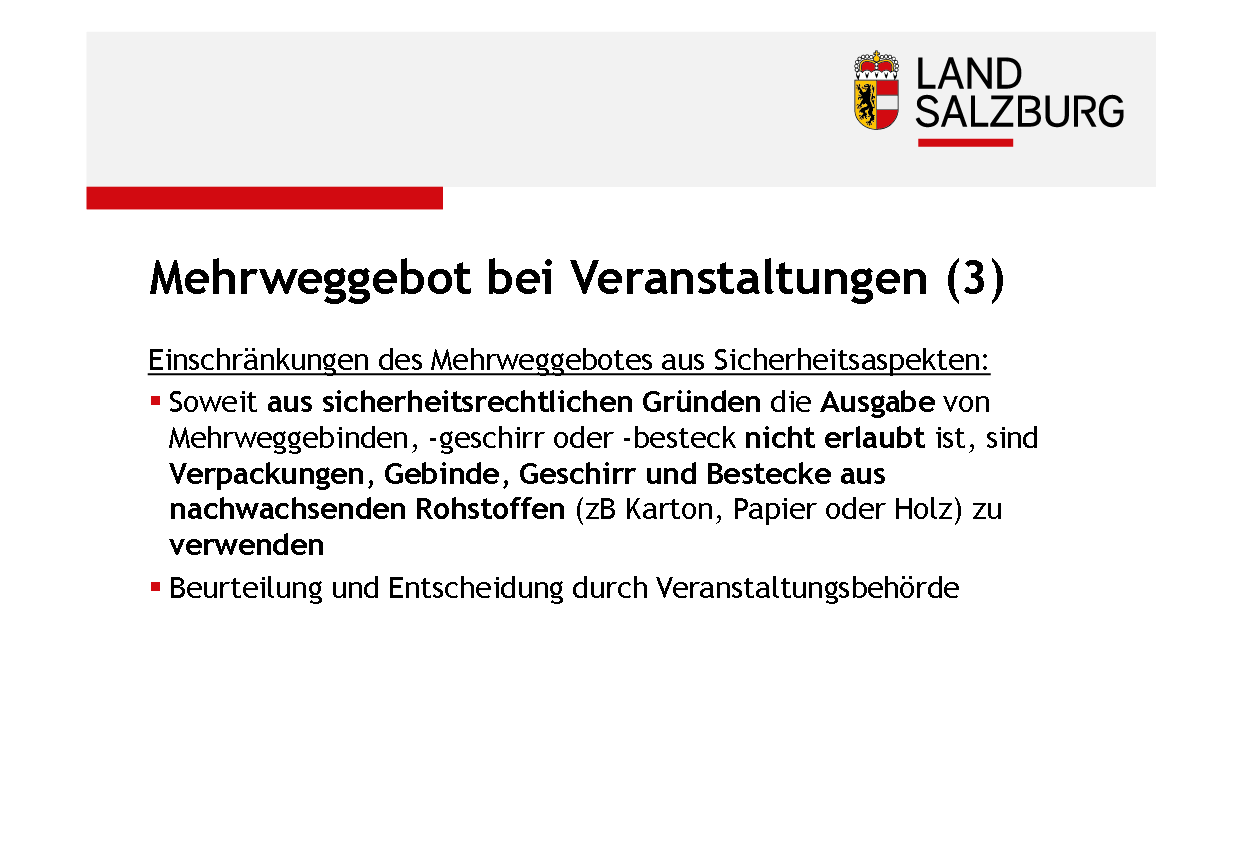 LAND
SALZBURG
Mehrweggebot bei Veranstaltungen (3)
Einschränkungen des Mehrweggebotes aus Sicherheitsaspekten:
▪ Soweit aus sicherheitsrechtlichen Gründen die Ausgabe von
Mehrweggebinden, -geschirr oder -besteck nicht erlaubt ist, sind
Verpackungen, Gebinde, Geschirr und Bestecke aus
nachwachsenden Rohstoffen (zB Karton, Papier oder Holz) zu
verwenden
▪ Beurteilung und Entscheidung durch Veranstaltungsbehörde